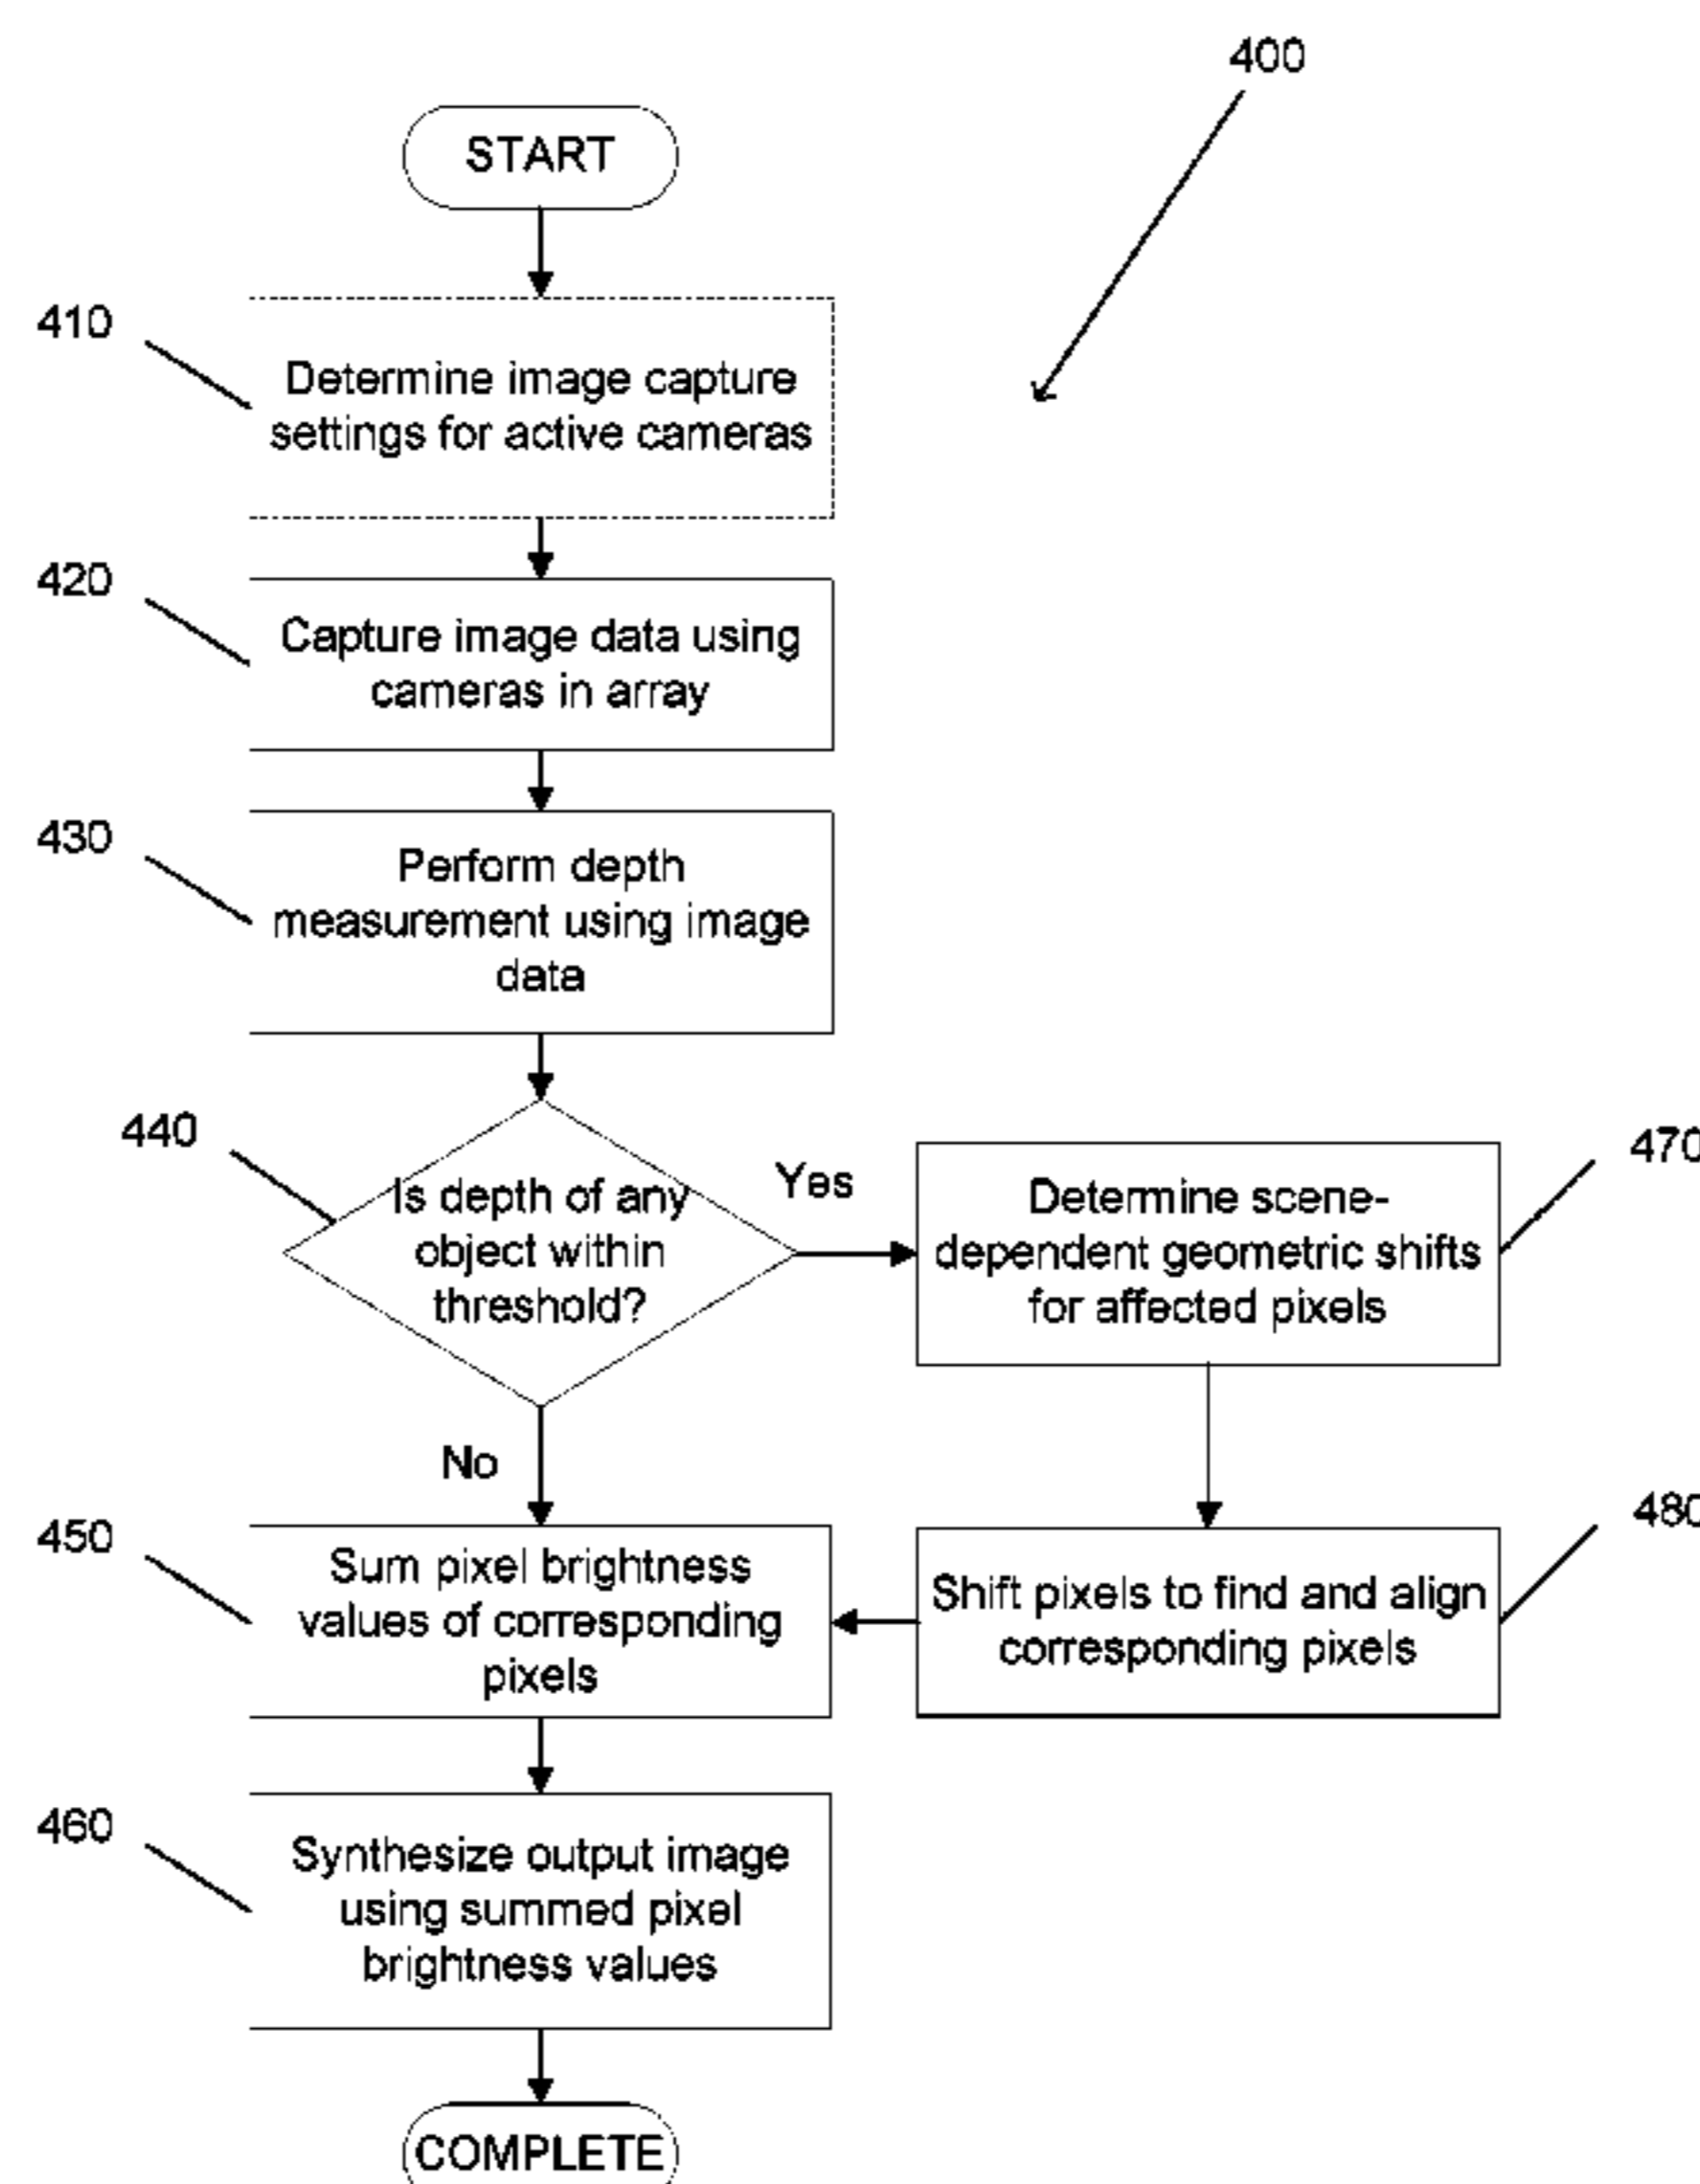 400
START
410
Determine image capture
settings for active cameras
420
Capture image data using
cameras in array
430
Perform depth
measurement using image
data
440
Is depth of any
object within
threshold?
Yes
470
Determine scene-
dependent geometric shifts
for affected pixels
No
450
Sum pixel brightness
values of corresponding
pixels
480
Shift pixels to find and align
corresponding pixels
460
Synthesize output image
using summed pixel
brightness values
COMPLETE